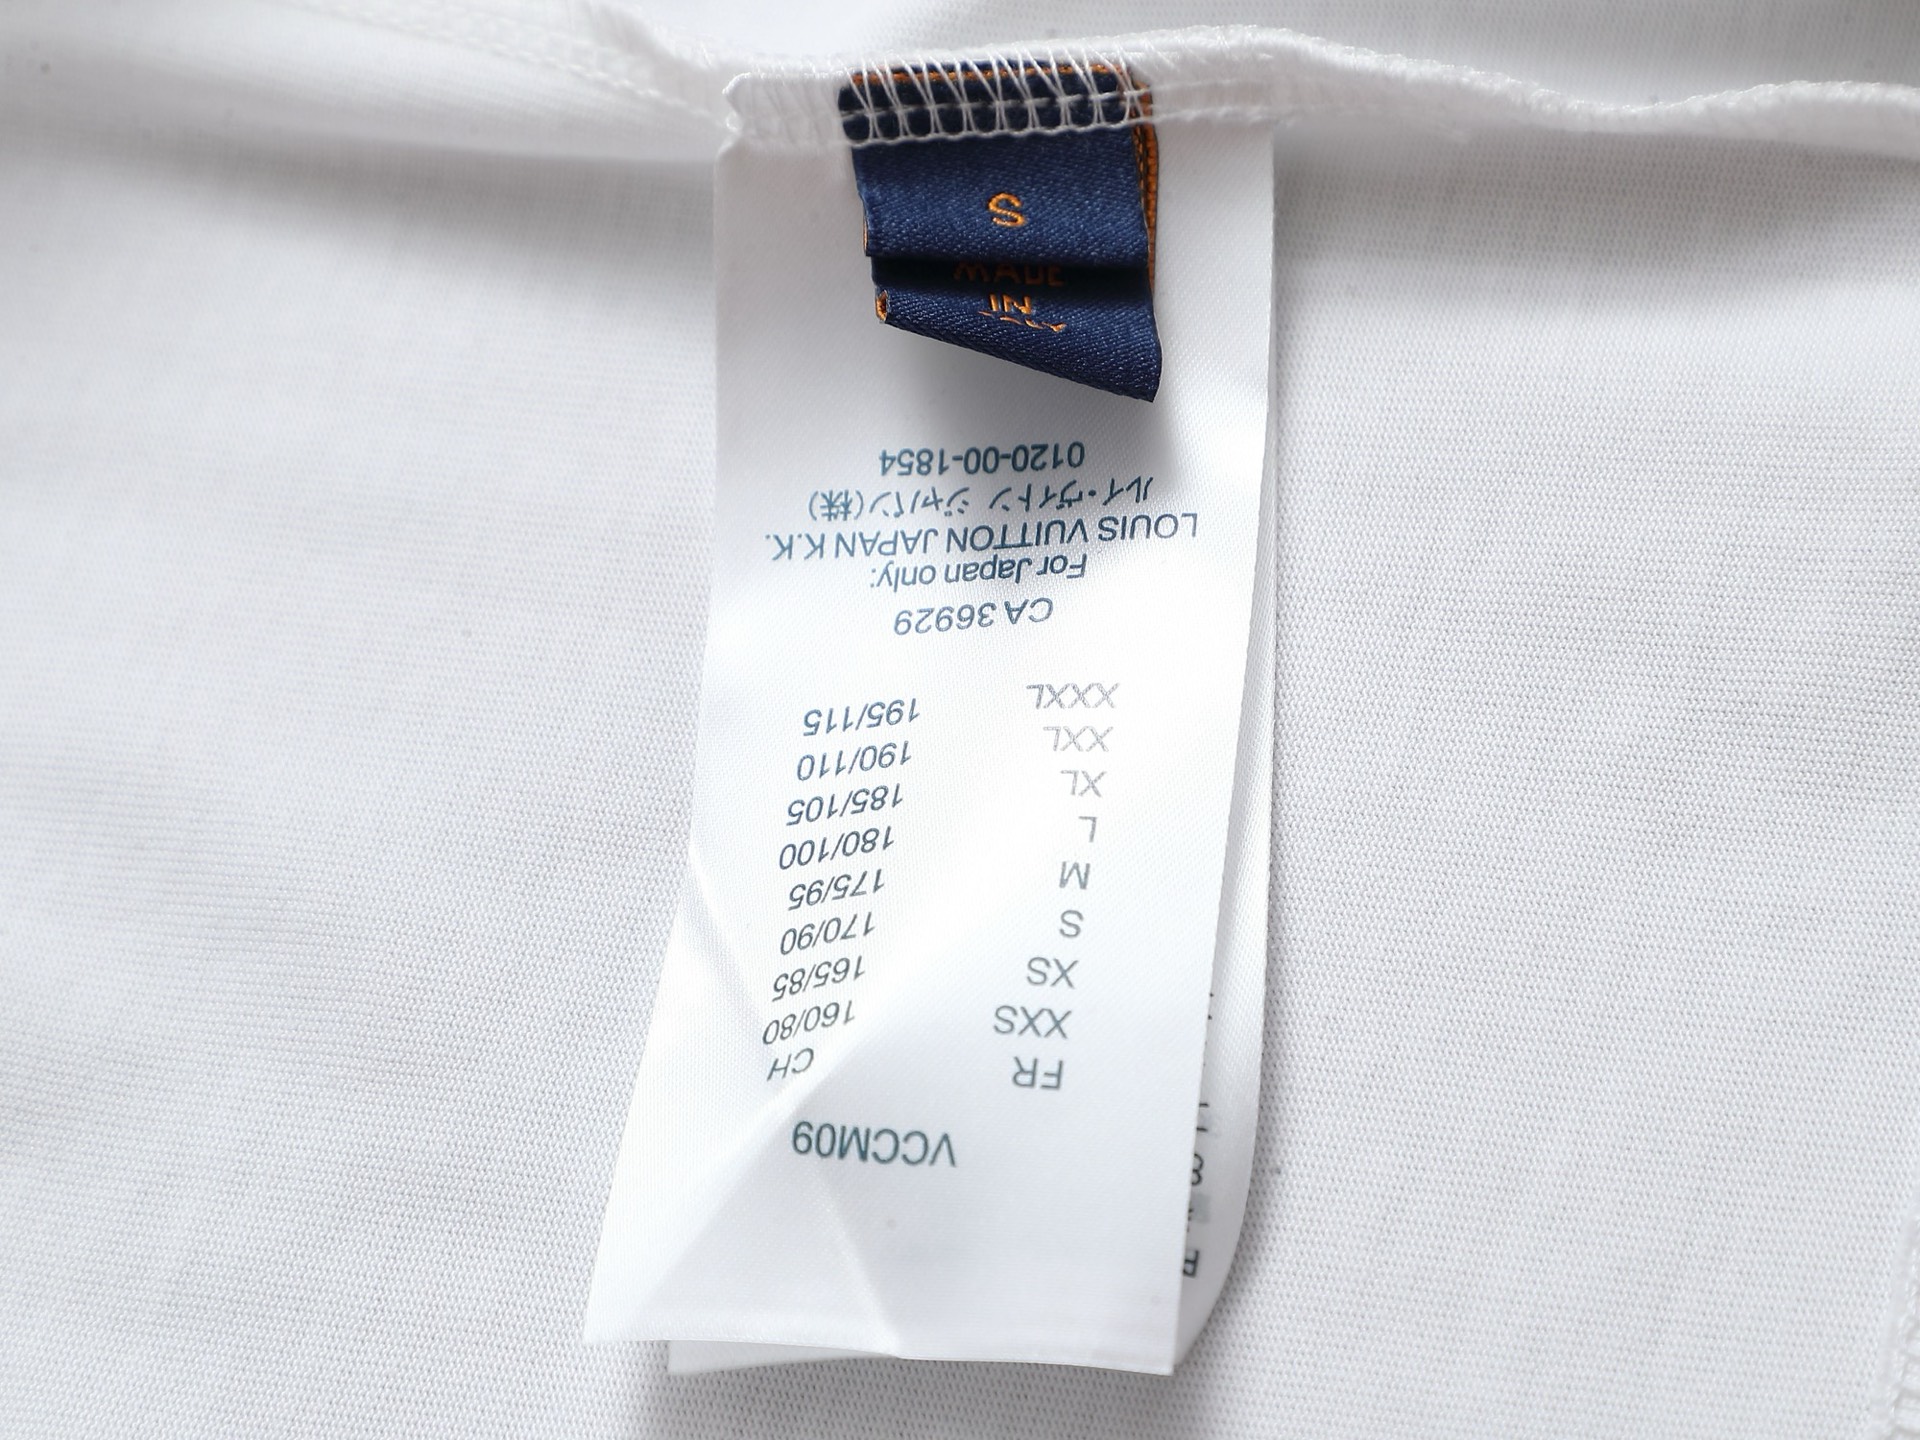 S
MADE
IN
ITALY
VCCM09
FR CH
XXS 160/80
XS 165/85
S 170/90
M 175/95
L 180/100
XL 185/105
XXL 190/110
XXXL 195/115
CA 36929
For Japan only:
LOUIS VUITTON JAPAN K.K.
ルイ・ヴィトン ジャパン(株)
0120-00-1854